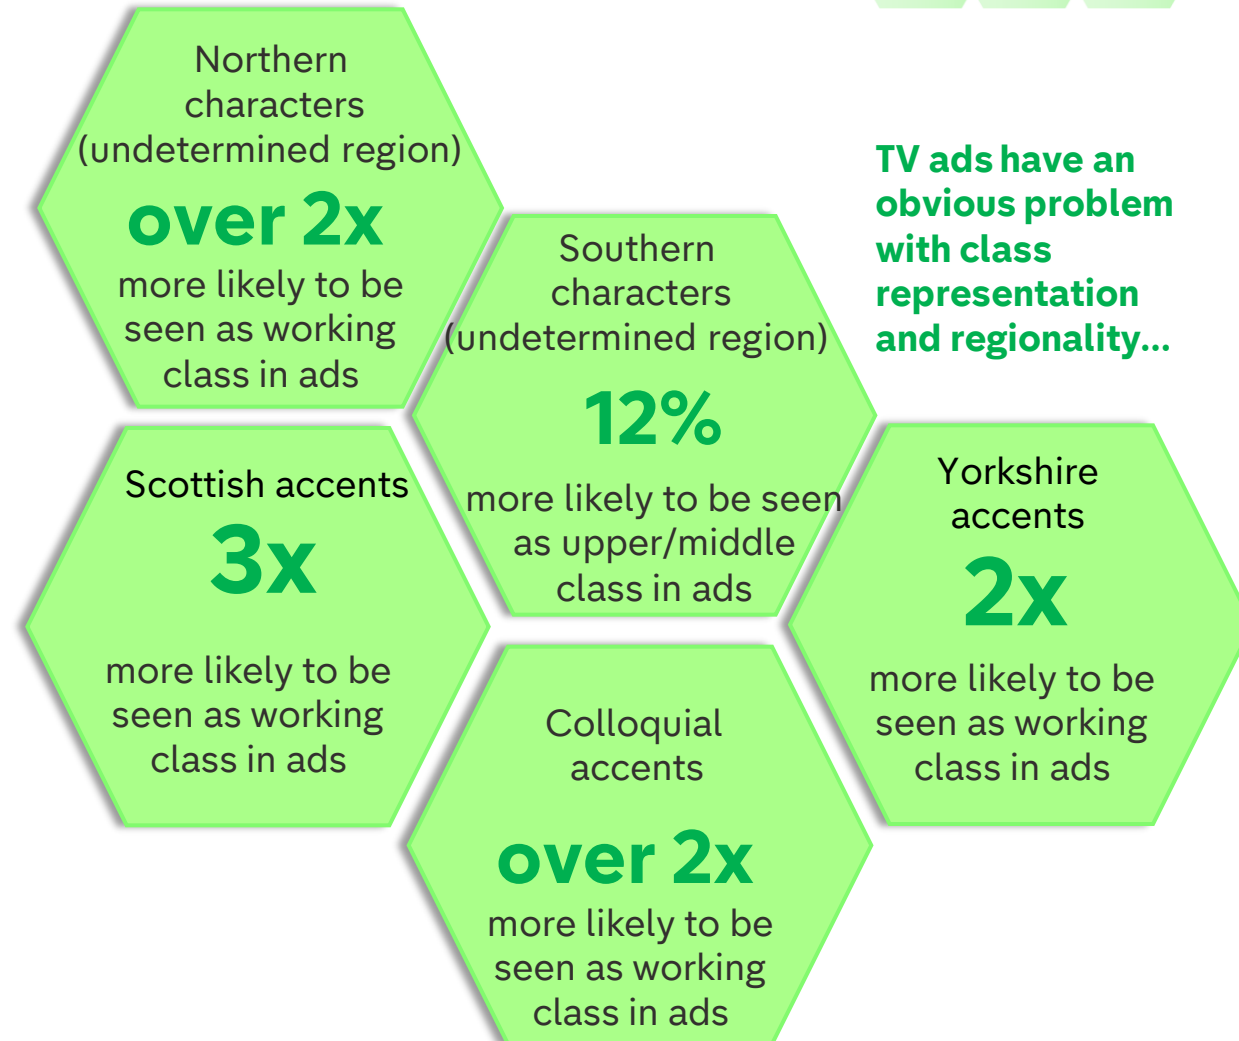 Northern
characters
(undetermined region)
over 2x
more likely to be
seen as working
class in ads
TV ads have an
obvious problem
with class
representation
and regionality...
Southern
characters
(undetermined region)
12%
more likely to be seen
as upper/middle
class in ads
Scottish accents
3x
more likely to be
seen as working
class in ads
Yorkshire
accents
2x
more likely to be
seen as working
class in ads
Colloquial
accents
over 2x
more likely to be
seen as working
class in ads